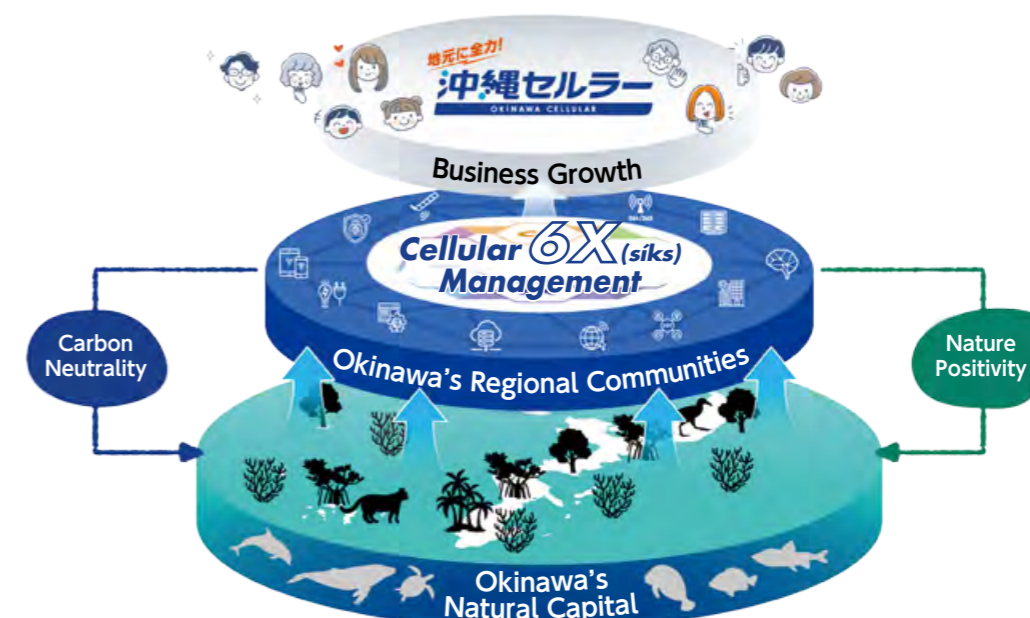 地元に全力!
沖縄セルラー
OKINAWA CELLULAR
Business Growth
Cellular 6X (siks)
Management
Okinawa's Regional Communities
Carbon
Neutrality
Nature
Positivity
Okinawa's
Natural Capital